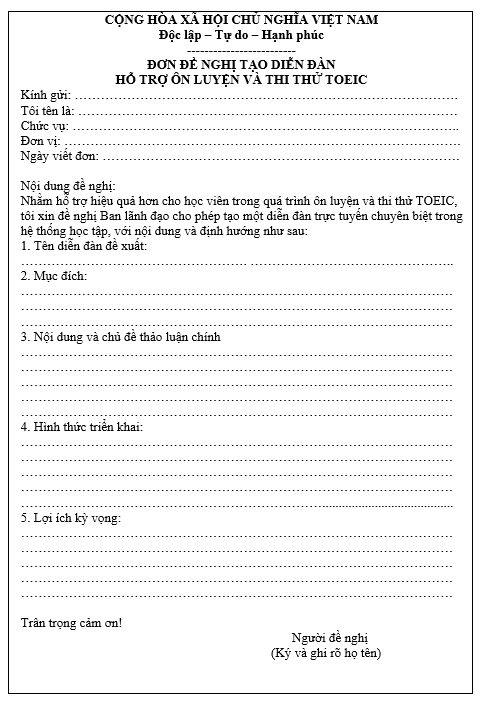 CỘNG HÒA XÃ HỘI CHỦ NGHĨA VIỆT NAM
Độc lập – Tự do – Hạnh phúc
-------------------------
ĐƠN ĐỀ NGHỊ TẠO DIỄN ĐÀN
HỖ TRỢ ÔN LUYỆN VÀ THI THỬ TOEIC
Kính gửi: ……………………………………………………………………………….
Tôi tên là: ………………………………………………………………………………
Chức vụ: ………………………………………………………………………………..
Đơn vị: ………………………………………………………………………………….
Ngày viết đơn: ………………………………………………………………………….
Nội dung đề nghị:
Nhằm hỗ trợ hiệu quả hơn cho học viên trong quá trình ôn luyện và thi thử TOEIC,
tôi xin đề nghị Ban lãnh đạo cho phép tạo một diễn đàn trực tuyến chuyên biệt trong
hệ thống học tập, với nội dung và định hướng như sau:
1. Tên diễn đàn đề xuất:
……………………………………………. ………………………………………..
2. Mục đích:
…………………………………………………………………………………………
…………………………………………………………………………………………
…………………………………………………………………………………………
3. Nội dung và chủ đề thảo luận chính
…………………………………………………………………………………………
…………………………………………………………………………………………
…………………………………………………………………………………………
…………………………………………………………………………………………
…………………………………………………………………………………………
4. Hình thức triển khai:
…………………………………………………………………………………………
…………………………………………………………………………………………
…………………………………………………………………………………………
…………………………………………………...............................................
…………………………………………………………………………………………
5. Lợi ích kỳ vọng:
…………………………………………………………………………………………
…………………………………………………………………………………………
…………………………………………………………………………………………
…………………………………………………………………………………………
…………………………………………………………………………………………
Trân trọng cảm ơn!
Người đề nghị
(Ký và ghi rõ họ tên)